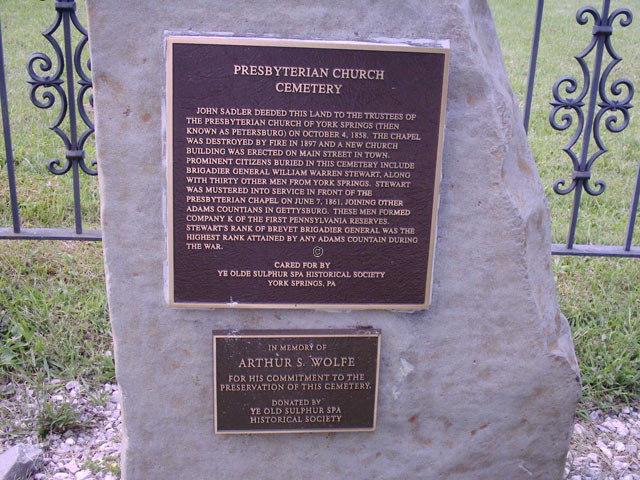 PRESBYTERIAN CHURCH
CEMETERY
JOHN SADLER DEEDED THIS LAND TO THE TRUSTEES OF
THE PRESBYTERIAN CHURCH OF YORK SPRINGS (THEN
KNOWN AS PETERSBURG) ON OCTOBER 4, 1858. THE CHAPEL
WAS DESTROYED BY FIRE IN 1897 AND A NEW CHURCH
BUILDING WAS ERECTED ON MAIN STREET IN TOWN.
PROMINENT CITIZENS BURIED IN THIS CEMETERY INCLUDE
BRIGADIER GENERAL WILLIAM WARREN STEWART, ALONG
WITH THIRTY OTHER MEN FROM YORK SPRINGS. STEWART
WAS MUSTERED INTO SERVICE IN FRONT OF THE
PRESBYTERIAN CHAPEL ON JUNE 7, 1861, JOINING OTHER
ADAMS COUNTIANS IN GETTYSBURG. THESE MEN FORMED
COMPANY K OF THE FIRST PENNSYLVANIA RESERVES.
STEWART'S RANK OF BREVET BRIGADIER GENERAL WAS THE
HIGHEST RANK ATTAINED BY ANY ADAMS COUNTAIN DURING
THE WAR.
CARED FOR BY
YE OLDE SULPHUR SPA HISTORICAL SOCIETY
YORK SPRINGS, PA
IN MEMORY OF
ARTHUR S. WOLFE
FOR HIS COMMITMENT TO THE
PRESERVATION OF THIS CEMETERY.
DONATED BY
YE OLD SULPHUR SPA
HISTORICAL SOCIETY